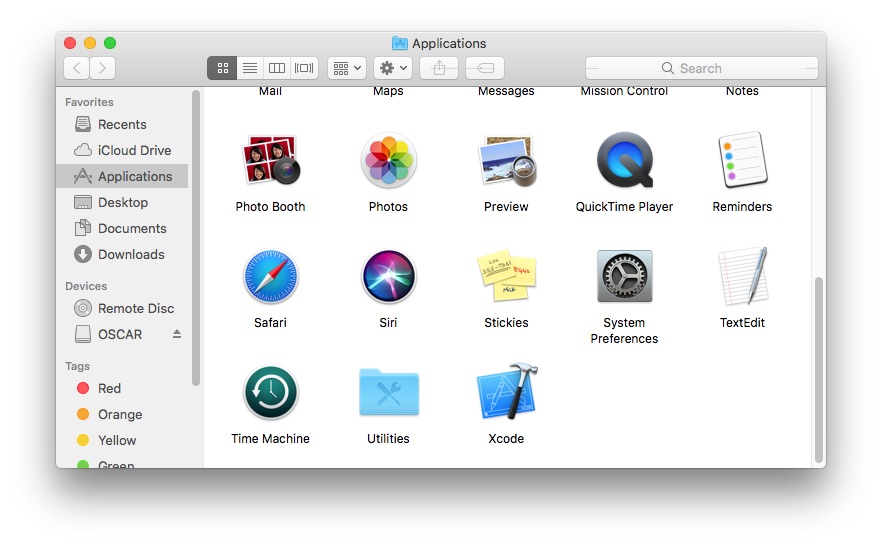 Applications
Search
Favorites
Recents
iCloud Drive
Applications
Desktop
Documents
Downloads
Devices
Remote Disc
OSCAR
Tags
Red
Orange
Yellow
Green
Mail
Maps
Messages
Mission Control
Notes
Photo Booth
Photos
Preview
QuickTime Player
Reminders
Safari
Siri
Stickies
System
Preferences
TextEdit
Time Machine
Utilities
Xcode
Eggs
Milk